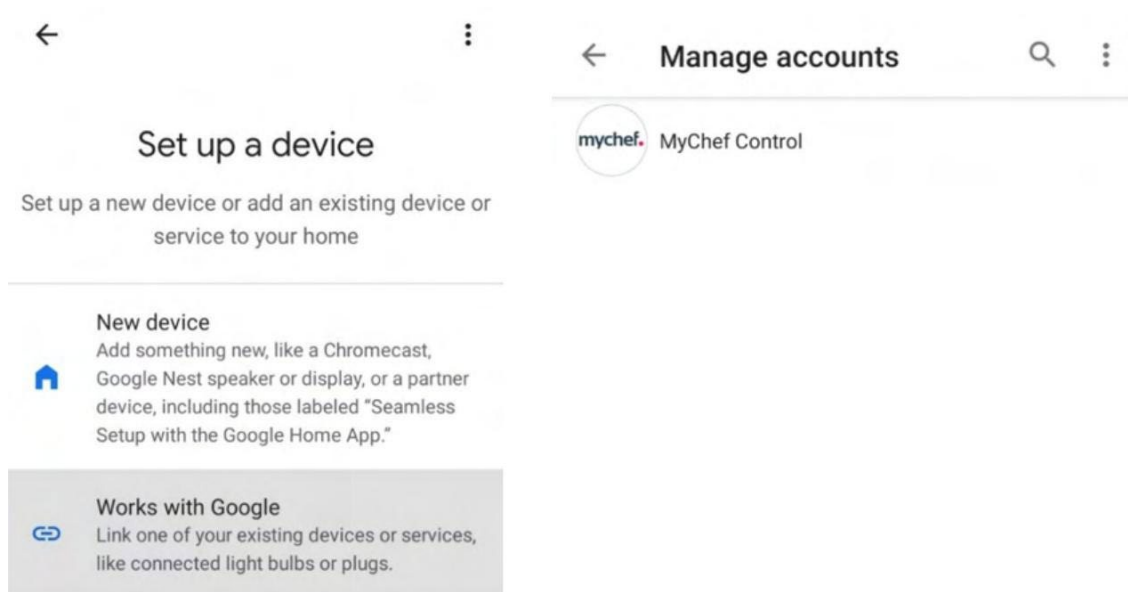 Set up a device
Set up a new device or add an existing device or
service to your home
New device
Add something new, like a Chromecast,
Google Nest speaker or display, or a partner
device, including those labeled “Seamless
Setup with the Google Home App.”
Works with Google
Link one of your existing devices or services,
like connected light bulbs or plugs.
Manage accounts
mychef. MyChef Control